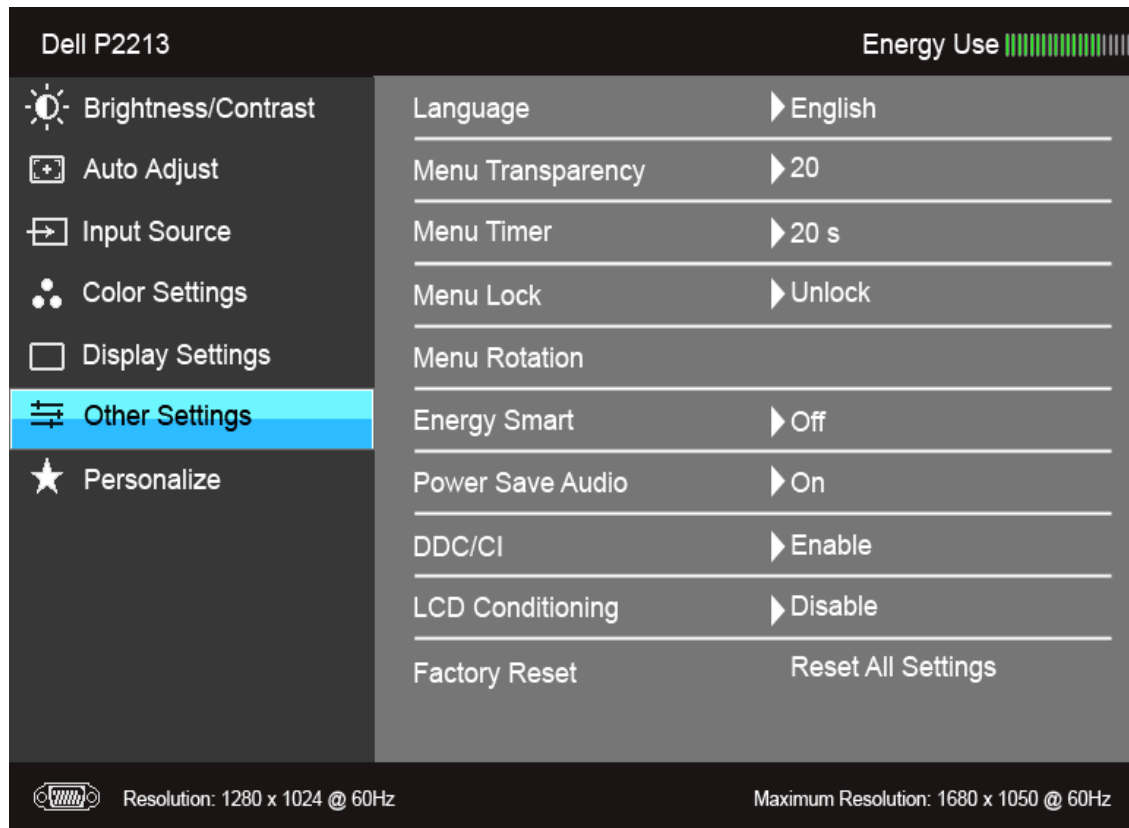 Dell P2213
Energy Use
Brightness/Contrast
Auto Adjust
Input Source
Color Settings
Display Settings
Other Settings
Personalize
Language English
Menu Transparency 20
Menu Timer 20 s
Menu Lock Unlock
Menu Rotation
Energy Smart Off
Power Save Audio On
DDC/CI Enable
LCD Conditioning Disable
Factory Reset Reset All Settings
Resolution: 1280 x 1024 @ 60Hz
Maximum Resolution: 1680 x 1050 @ 60Hz